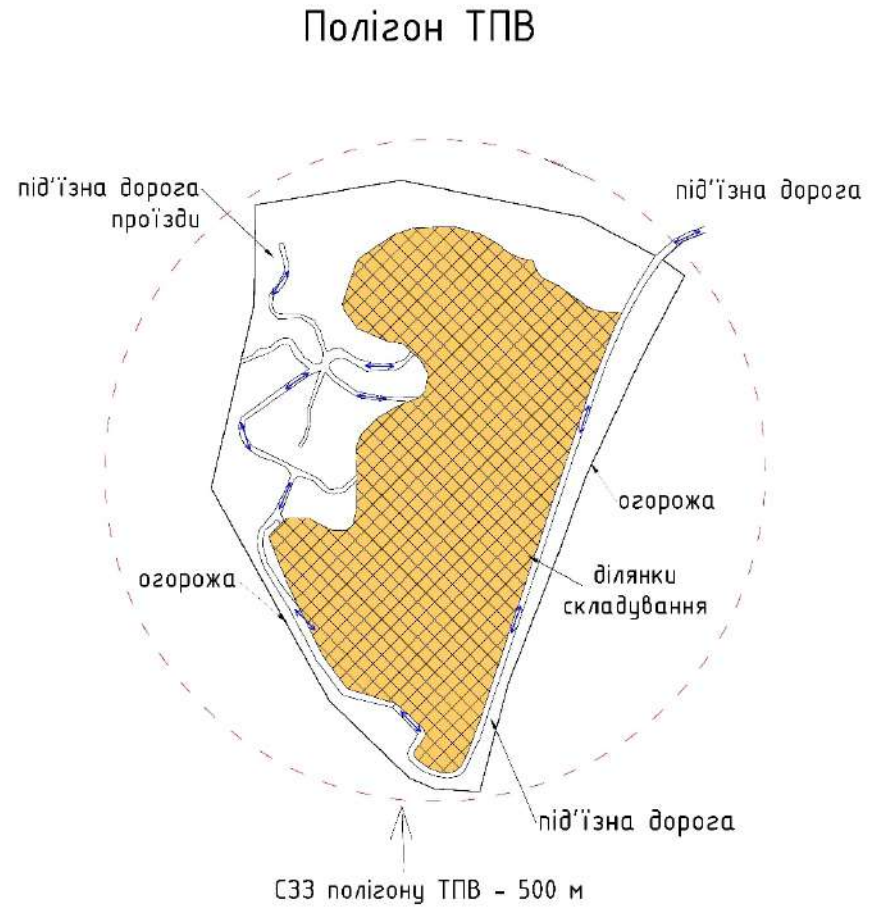 Полігон ТПВ
під'їзна дорога
проїзди
під'їзна дорога
огорожа
ділянки
складування
огорожа
під'їзна дорога
СЗЗ полігону ТПВ - 500 м